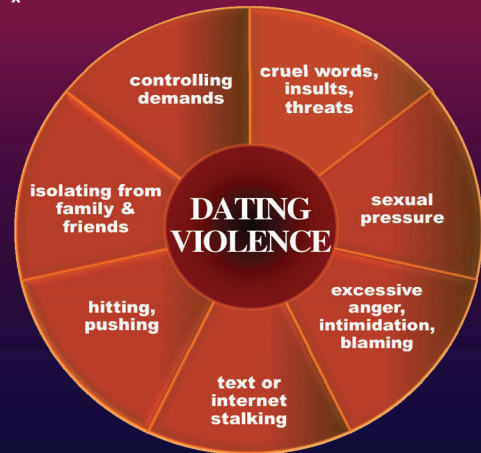 *
controlling
demands
cruel words,
insults,
threats
isolating from
family &
friends
DATING
VIOLENCE
sexual
pressure
hitting,
pushing
excessive
anger,
intimidation,
blaming
text or
internet
stalking